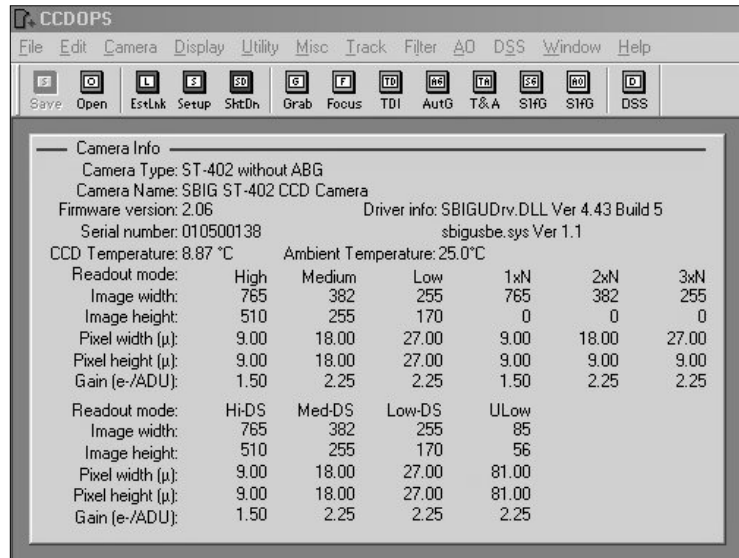 CCDOPS
File Edit Camera Display Utility Misc Track Filter AO DSS Window Help
S O L S SD G F TD A6 TA S6 AO D
Save Open EstLnk Setup ShtDn Grab Focus TDI AutG T&A SlfG SlfG DSS
Camera Info
Camera Type: ST-402 without ABG
Camera Name: SBIG ST-402 CCD Camera
Firmware version: 2.06 Driver info: SBIGUDrv.DLL Ver 4.43 Build 5
Serial number: 010500138 sbigusbe.sys Ver 1.1
CCD Temperature: 8.87 °C Ambient Temperature: 25.0°C
Readout mode: High Medium Low 1xN 2xN 3xN
Image width: 765 382 255 765 382 255
Image height: 510 255 170 0 0 0
Pixel width (µ): 9.00 18.00 27.00 9.00 18.00 27.00
Pixel height (µ): 9.00 18.00 27.00 9.00 9.00 9.00
Gain (e-/ADU): 1.50 2.25 2.25 1.50 2.25 2.25
Readout mode: Hi-DS Med-DS Low-DS ULow
Image width: 765 382 255 85
Image height: 510 255 170 56
Pixel width (µ): 9.00 18.00 27.00 81.00
Pixel height (µ): 9.00 18.00 27.00 81.00
Gain (e-/ADU): 1.50 2.25 2.25 2.25